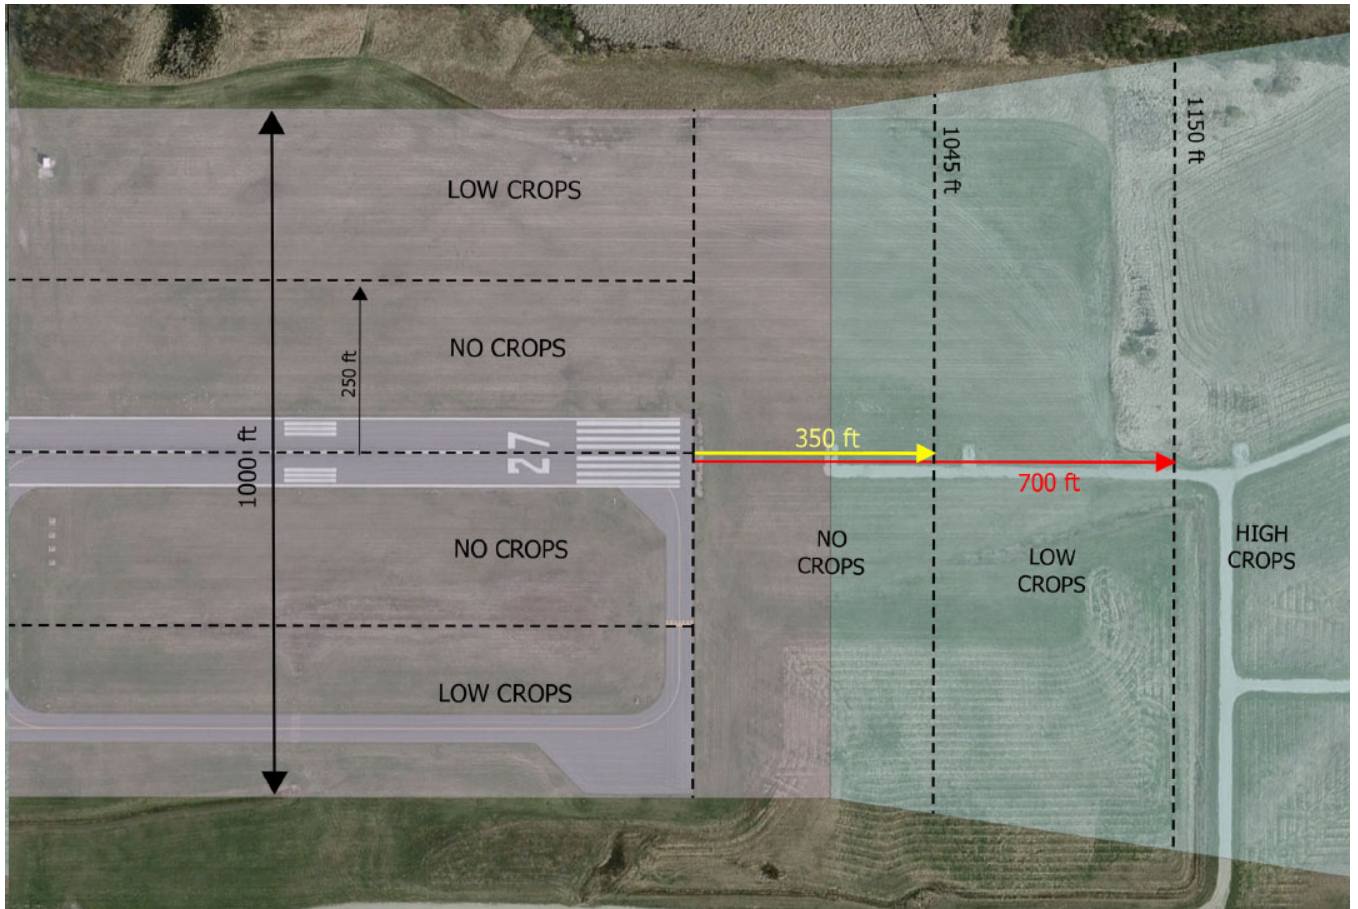 LOW CROPS
NO CROPS
250 ft
1000 ft
27
NO CROPS
LOW CROPS
350 ft
700 ft
1045 ft
1150 ft
NO
CROPS
LOW
CROPS
HIGH
CROPS